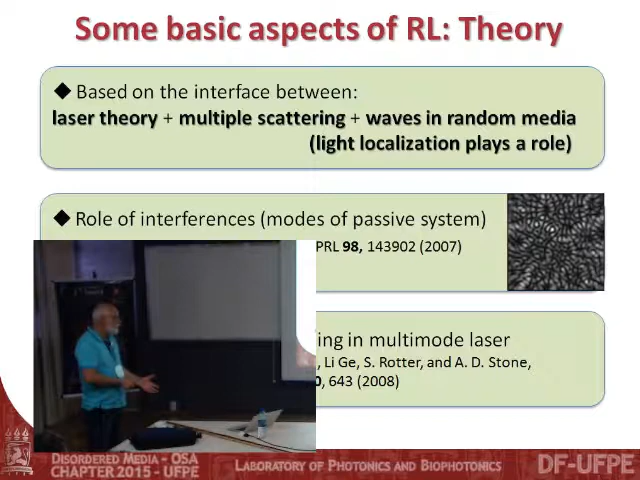 Some basic aspects of RL: Theory
◆ Based on the interface between:
laser theory + multiple scattering + waves in random media
(light localization plays a role)
◆ Role of interferences (modes of passive system)
PRL 98, 143902 (2007)
ing in multimode laser
, Li Ge, S. Rotter, and A. D. Stone,
0, 643 (2008)
DISORDERED MEDIA - OSA
CHAPTER 2015 - UFPE
LABORATORY OF PHOTONICS AND BIOPHOTONICS
DF-UFPE